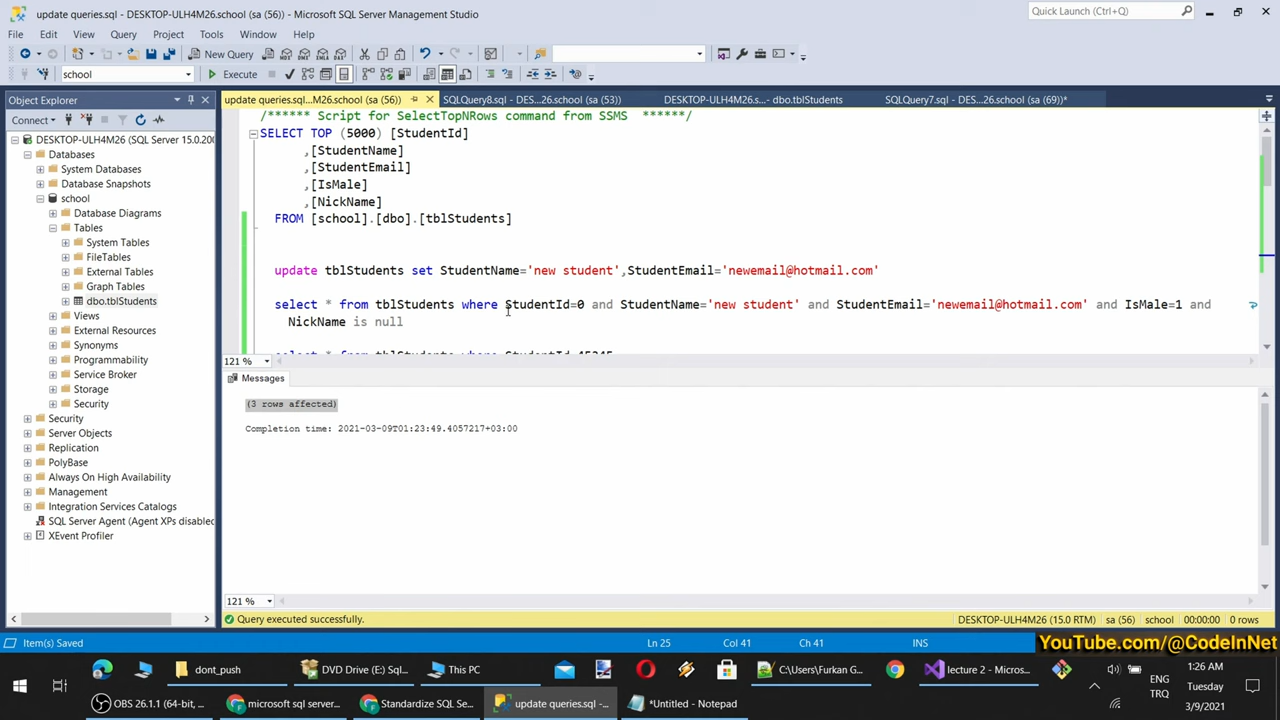 update queries.sql - DESKTOP-ULH4M26.school (sa (56)) - Microsoft SQL Server Management Studio
Quick Launch (Ctrl+Q)
File Edit View Query Project Tools Window Help
New Query
school
Execute
Object Explorer
update queries.sql...M26.school (sa (56))
SQLQuery8.sql - DES...26.school (sa (53))
DESKTOP-ULH4M26.s... - dbo.tblStudents
SQLQuery7.sql - DES...26.school (sa (69))*
Connect
DESKTOP-ULH4M26 (SQL Server 15.0.200
Databases
System Databases
Database Snapshots
school
Database Diagrams
Tables
System Tables
FileTables
External Tables
Graph Tables
dbo.tblStudents
Views
External Resources
Synonyms
Programmability
Service Broker
Storage
Security
Security
Server Objects
Replication
PolyBase
Always On High Availability
Management
Integration Services Catalogs
SQL Server Agent (Agent XPs disabled
XEvent Profiler
/****** Script for SelectTopNRows command from SSMS ******/
SELECT TOP (5000) [StudentId]
,[StudentName]
,[StudentEmail]
,[IsMale]
,[NickName]
FROM [school].[dbo].[tblStudents]
update tblStudents set StudentName='new student',StudentEmail='newemail@hotmail.com'
select * from tblStudents where StudentId=0 and StudentName='new student' and StudentEmail='newemail@hotmail.com' and IsMale=1 and
NickName is null
select * from tblStudents where StudentId=45245
121 %
Messages
(3 rows affected)
Completion time: 2021-03-09T01:23:49.4057217+03:00
121 %
Query executed successfully.
DESKTOP-ULH4M26 (15.0 RTM) sa (56) school 00:00:00 0 rows
Item(s) Saved
Ln 25 Col 41 Ch 41 INS
YouTube.com/@CodeInNet
dont_push
DVD Drive (E:) Sql...
This PC
C:\Users\Furkan G...
lecture 2 - Micros...
OBS 26.1.1 (64-bit, ...
microsoft sql server...
Standardize SQL Se...
update queries.sql -...
*Untitled - Notepad
ENG
TRQ
1:26 AM
Tuesday
3/9/2021